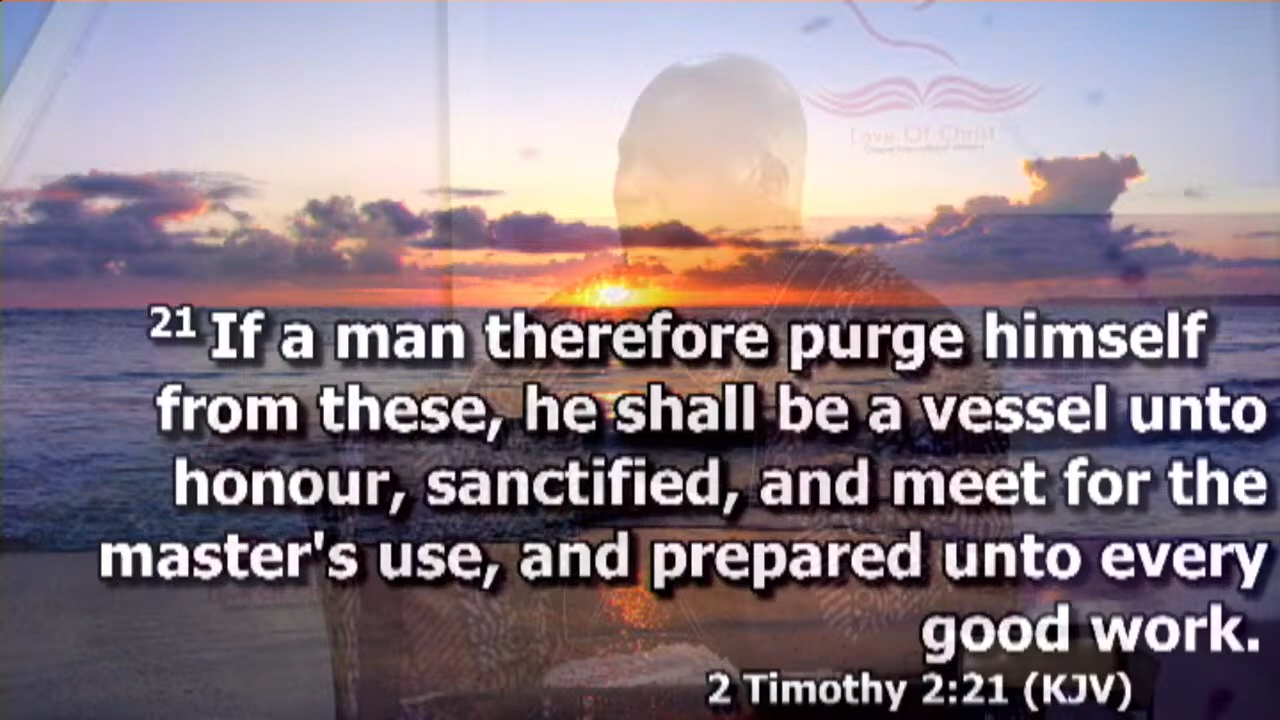 Love Of Christ
21 If a man therefore purge himself
from these, he shall be a vessel unto
honour, sanctified, and meet for the
master's use, and prepared unto every
good work.
2 Timothy 2:21 (KJV)